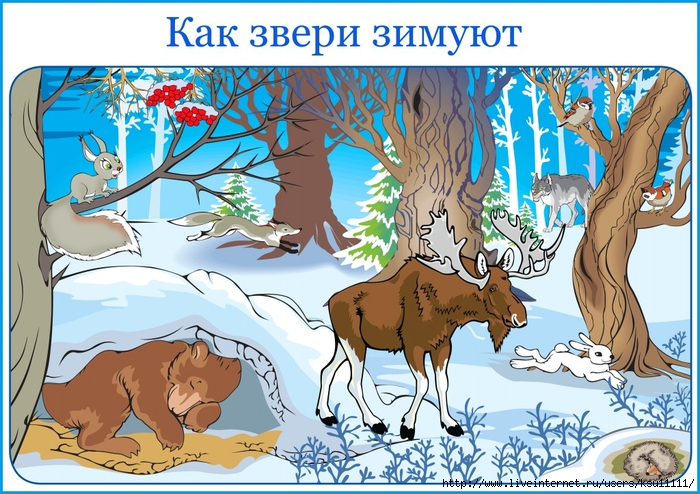 Как звери зимуют
http://www.liveinternet.ru/users/ksu11111/